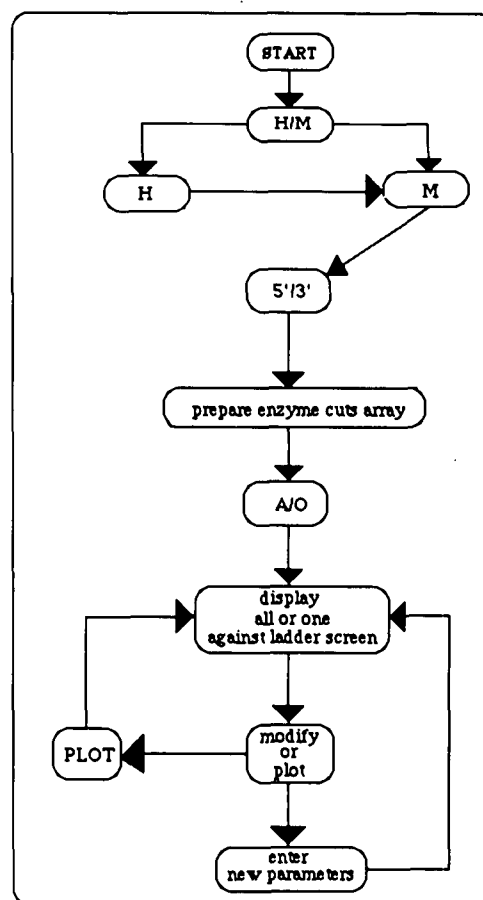 START
H/M
H
M
5'/3'
prepare enzyme cuts array
A/O
display
all or one
against ladder screen
PLOT
modify
or
plot
enter
new parameters